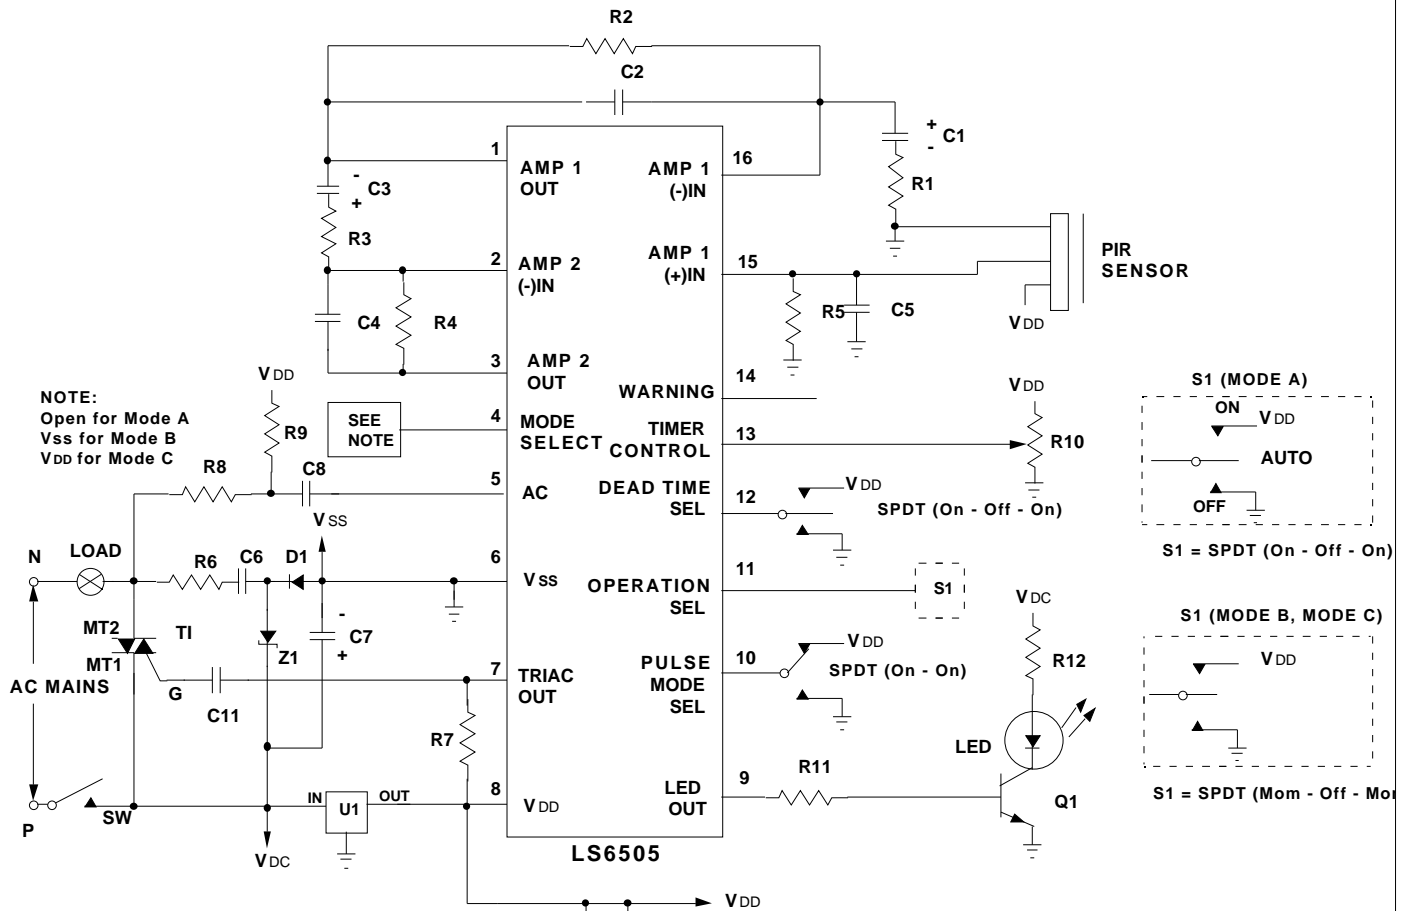 R2
C2
+
C1
-
R1
1
AMP 1
OUT
AMP 1
(-)IN
16
-
C3
+
R3
2
AMP 2
(-)IN
AMP 1
(+)IN
15
PIR
SENSOR
VDD
C4
R4
R5
C5
3
AMP 2
OUT
WARNING
14
NOTE:
Open for Mode A
Vss for Mode B
VDD for Mode C
VDD
R9
SEE
NOTE
4
MODE
SELECT
TIMER
CONTROL
13
VDD
R10
S1 (MODE A)
ON
VDD
AUTO
OFF
S1 = SPDT (On - Off - On)
R8
C8
5
AC
DEAD TIME
SEL
12
VDD
SPDT (On - Off - On)
VSS
N
LOAD
R6
C6
D1
6
VSS
OPERATION
SEL
11
S1
MT2
TI
MT1
Z1
-
C7
+
AC MAINS
G
C11
7
TRIAC
OUT
PULSE
MODE
SEL
10
VDD
SPDT (On - On)
VDC
R12
LED
S1 (MODE B, MODE C)
VDD
S1 = SPDT (Mom - Off - Mo
R7
P
SW
IN
U1
OUT
8
VDD
LED
OUT
9
R11
Q1
VDC
LS6505
VDD